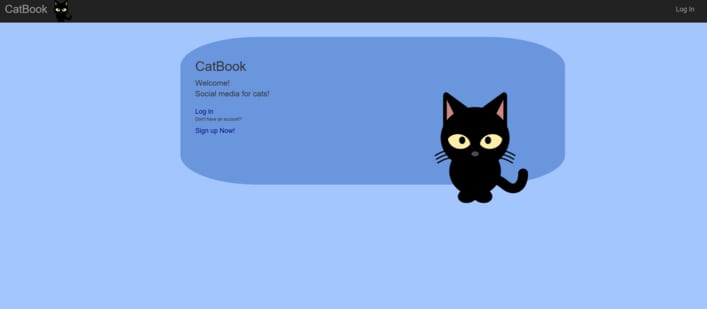 CatBook
Log In
CatBook
Welcome!
Social media for cats!
Log in
Don't have an account?
Sign up Now!